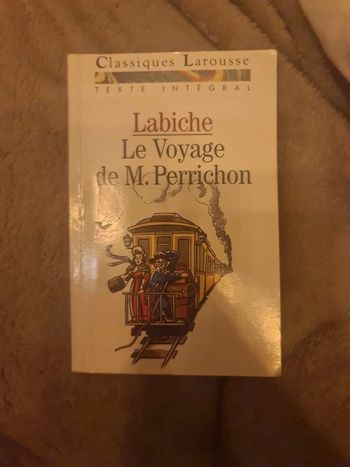 Classiques Larousse
TEXTE INTÉGRAL
Labiche
Le Voyage
de M. Perrichon